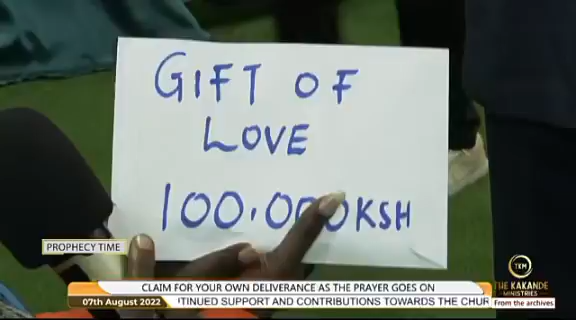 GIFT OF
LOVE
100.000KSH
PROPHECY TIME
CLAIM FOR YOUR OWN DELIVERANCE AS THE PRAYER GOES ON
07th August 2022
TINUED SUPPORT AND CONTRIBUTIONS TOWARDS THE CHUR
TKM
THE KAKANDE
MINISTRIES
From the archives